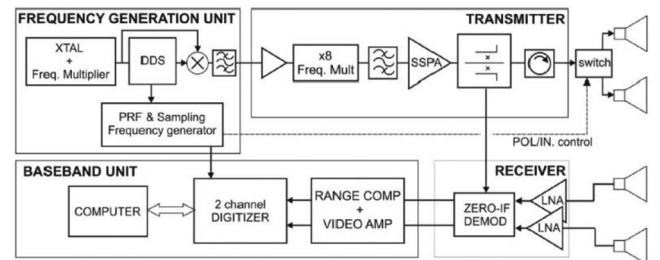 FREQUENCY GENERATION UNIT
XTAL
+
Freq. Multiplier
DDS
PRF & Sampling
Frequency generator
TRANSMITTER
x8
Freq. Mult
SSPA
switch
POL/IN. control
BASEBAND UNIT
COMPUTER
2 channel
DIGITIZER
RANGE COMP
+
VIDEO AMP
RECEIVER
ZERO-IF
DEMOD
LNA
LNA